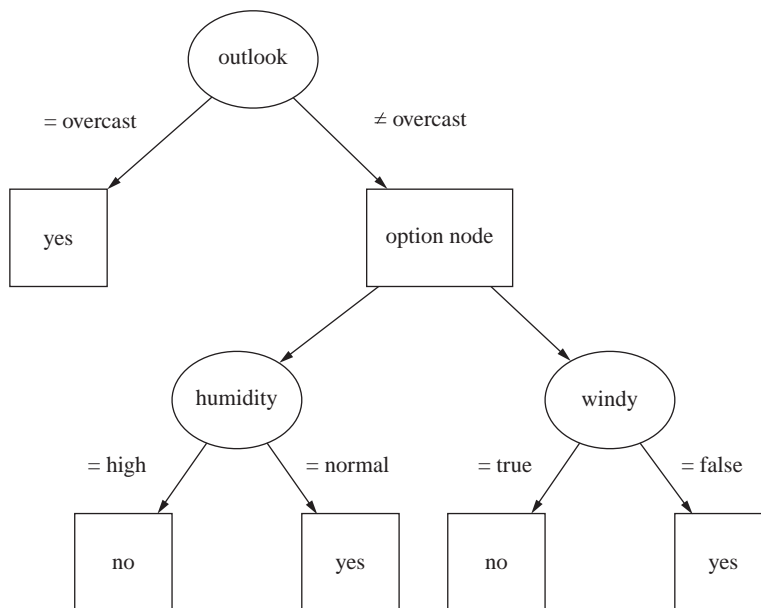 outlook
= overcast
≠ overcast
yes
option node
humidity
windy
= high
= normal
= true
= false
no
yes
no
yes